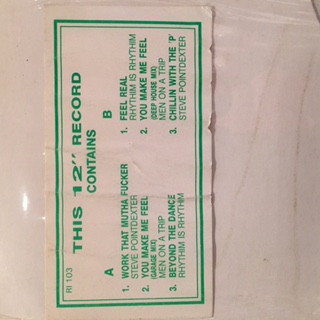 RI 103
THIS 12" RECORD
CONTAINS
A
1. WORK THAT MUTHA FUCKER
STEVE POINTDEXTER
2. YOU MAKE ME FEEL
(GARAGE MIX)
MEN ON A TRIP
3. BEYOND THE DANCE
RHYTHIM IS RHYTHIM
B
1. FEEL REAL
RHYTHIM IS RHYTHIM
2. YOU MAKE ME FEEL
(DEEP HOUSE MIX)
MEN ON A TRIP
3. CHILLIN WITH THE 'P'
STEVE POINTDEXTER